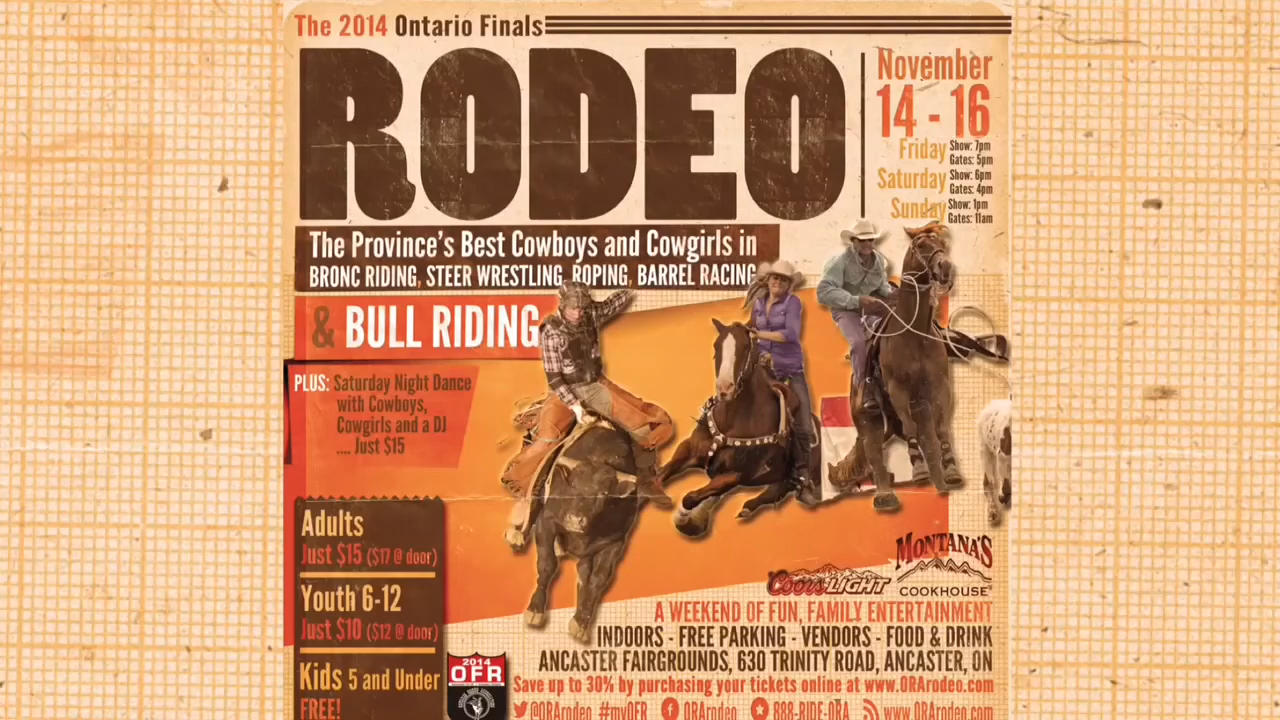 The 2014 Ontario Finals
RODEO
November
14 - 16
Friday Show: 7pm
Gates: 5pm
Saturday Show: 6pm
Gates: 4pm
Sunday Show: 1pm
Gates: 11am
The Province's Best Cowboys and Cowgirls in
BRONC RIDING, STEER WRESTLING, ROPING, BARREL RACING
& BULL RIDING
PLUS: Saturday Night Dance
with Cowboys,
Cowgirls and a DJ
.... Just $15
Adults
Just $15 ($17 @ door)
Youth 6-12
Just $10 ($12 @ door)
Kids 5 and Under
FREE!
2014
OFR
Coors LIGHT
MONTANA'S
COOKHOUSE
A WEEKEND OF FUN, FAMILY ENTERTAINMENT
INDOORS - FREE PARKING - VENDORS - FOOD & DRINK
ANCASTER FAIRGROUNDS, 630 TRINITY ROAD, ANCASTER, ON
Save up to 30% by purchasing your tickets online at www.ORArodeo.com
@ORArodeo #myOFR ORArodeo 888-RIDE-ORA www.ORArodeo.com